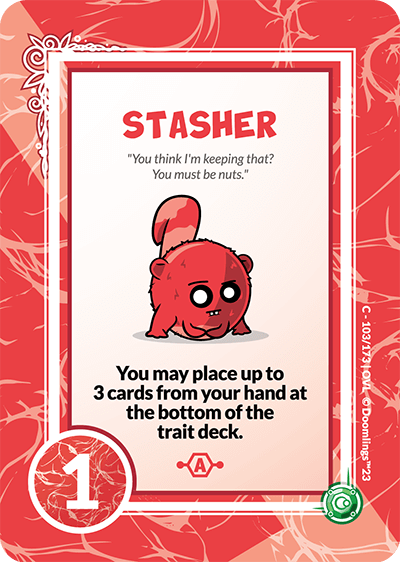 STASHER
"You think I'm keeping that?
You must be nuts."
You may place up to
3 cards from your hand at
the bottom of the
trait deck.
A
1
C - 103/173 | OVL © Doomlings™23